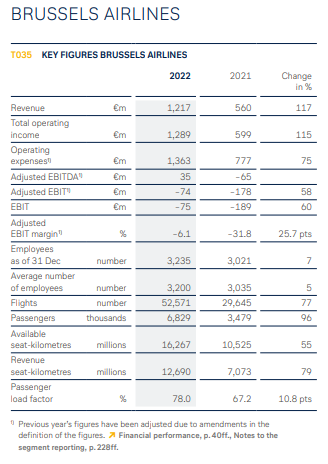 BRUSSELS AIRLINES
T035 KEY FIGURES BRUSSELS AIRLINES
2022 2021 Change
in %
Revenue €m 1,217 560 117
Total operating
income €m 1,289 599 115
Operating
expenses¹⁾ €m 1,363 777 75
Adjusted EBITDA¹⁾ €m 35 –65
Adjusted EBIT¹⁾ €m –74 –178 58
EBIT €m –75 –189 60
Adjusted
EBIT margin¹⁾ % –6.1 –31.8 25.7 pts
Employees
as of 31 Dec number 3,235 3,021 7
Average number
of employees number 3,200 3,035 5
Flights number 52,571 29,645 77
Passengers thousands 6,829 3,479 96
Available
seat-kilometres millions 16,267 10,525 55
Revenue
seat-kilometres millions 12,690 7,073 79
Passenger
load factor % 78.0 67.2 10.8 pts
¹⁾ Previous year's figures have been adjusted due to amendments in the
definition of the figures. ↗ Financial performance, p. 40ff., Notes to the
segment reporting, p. 228ff.